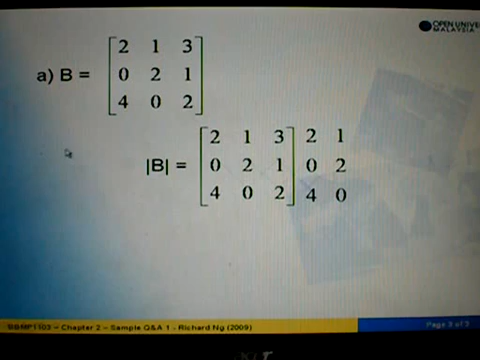 OPEN UNIVE
MALAYSIA
a) B =
2 1 3
0 2 1
4 0 2
|B| =
2 1 3 2 1
0 2 1 0 2
4 0 2 4 0
BBMP1103 – Chapter 2 – Sample Q&A 1 - Richard Ng (2009)